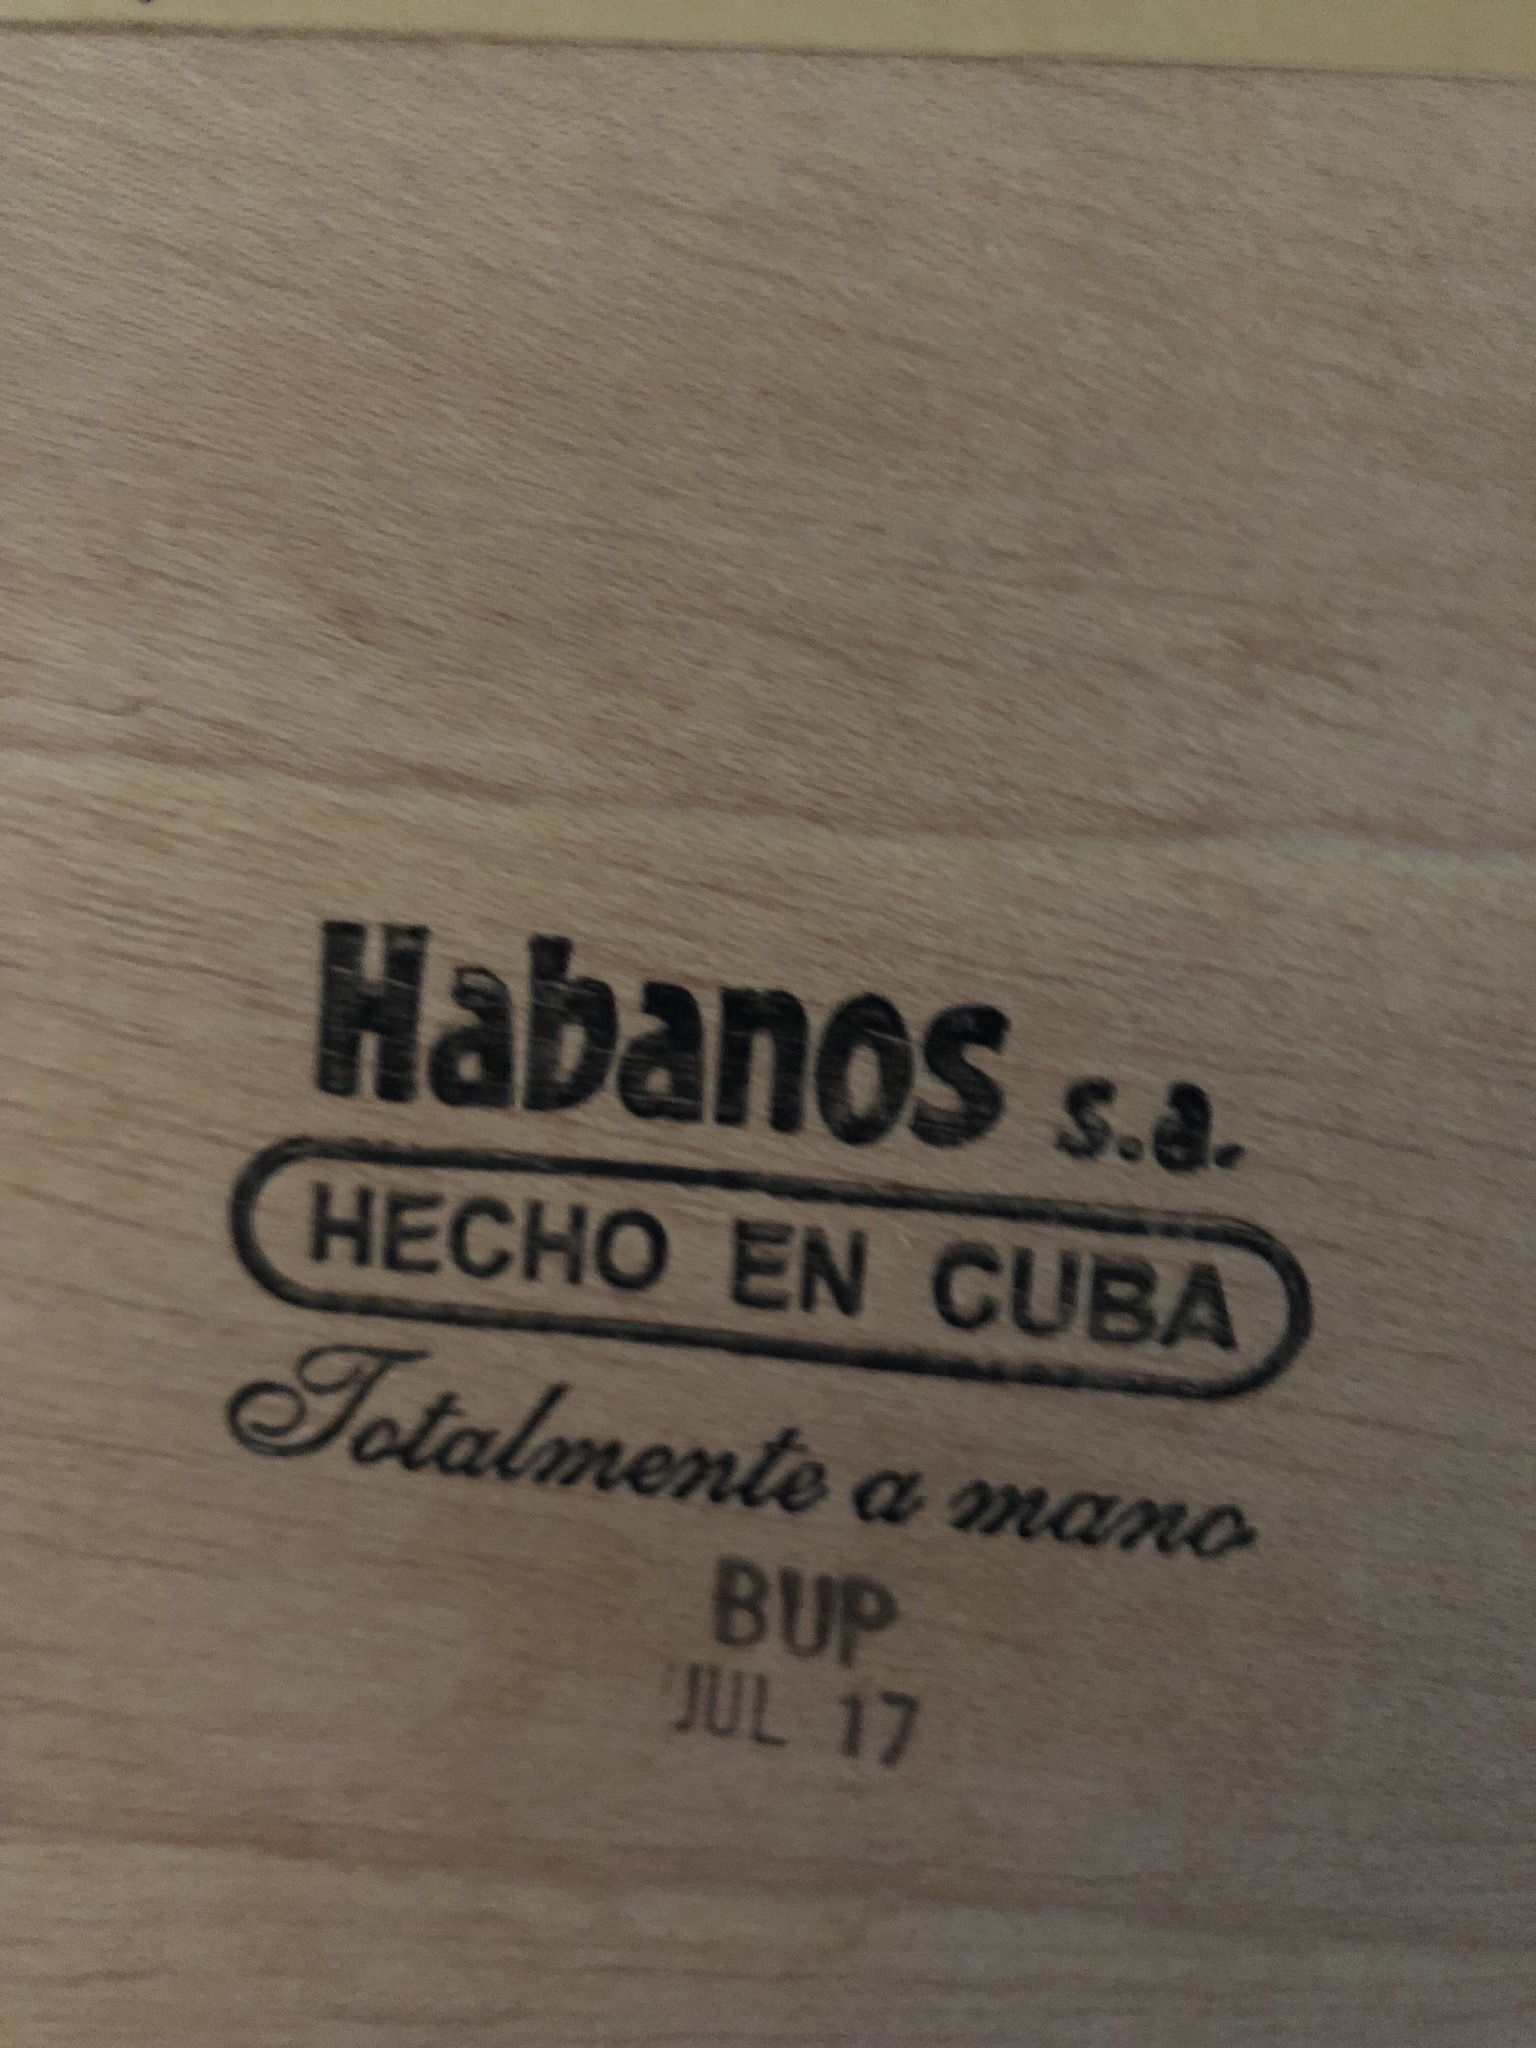 Habanos s.a.
HECHO EN CUBA
Totalmente a mano
BUP
JUL 17